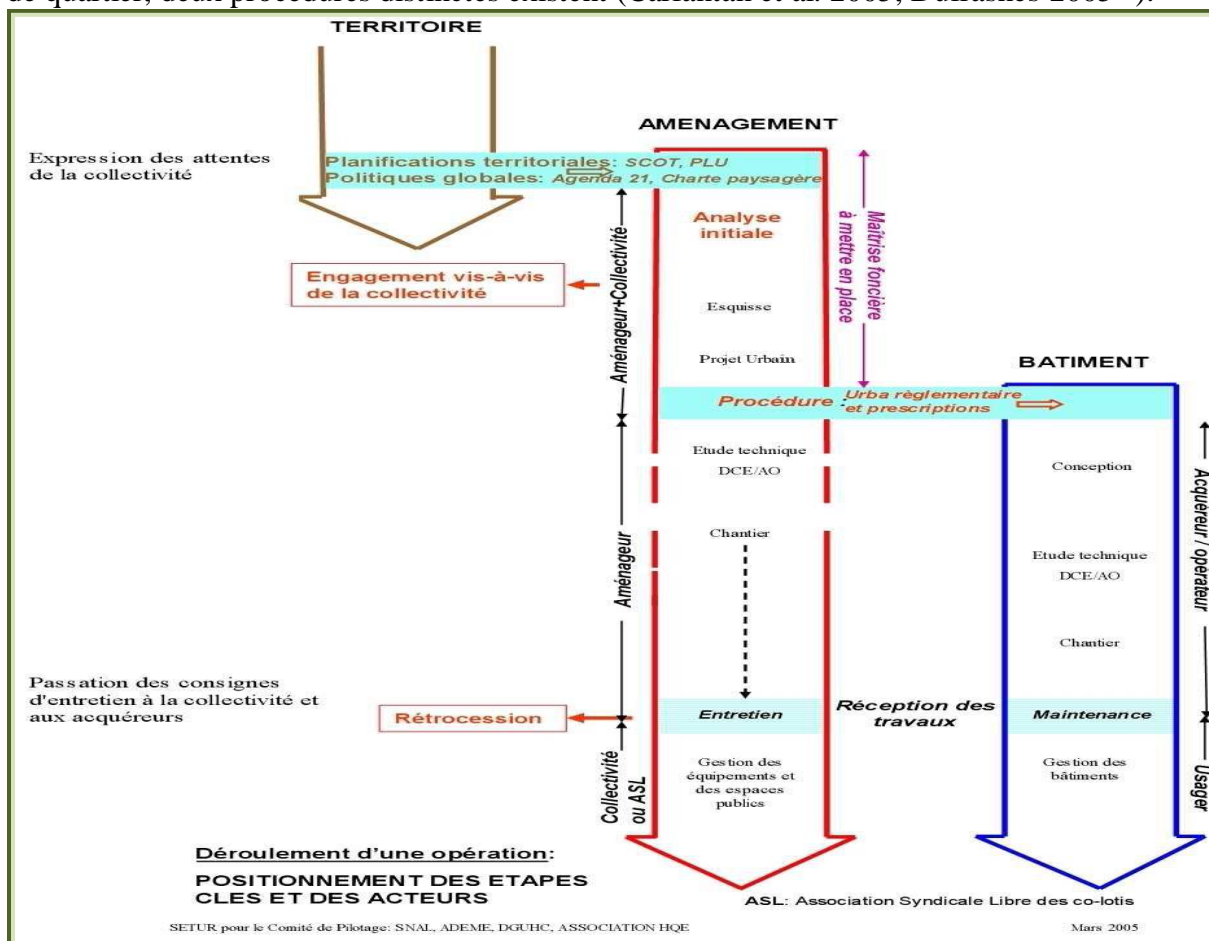 TERRITOIRE
AMENAGEMENT
Expression des attentes
de la collectivité
Planifications territoriales: SCOT, PLU
Politiques globales: Agenda 21, Charte paysagère
Analyse
initiale
Maîtrise foncière
à mettre en place
Engagement vis-à-vis
de la collectivité
Aménageur+Collectivité
Esquisse
Projet Urbain
BATIMENT
Procédure : Urba règlementaire
et prescriptions
Etude technique
DCE/AO
Conception
Chantier
Aménageur
Etude technique
DCE/AO
Acquéreur / opérateur
Chantier
Passation des consignes
d'entretien à la collectivité et
aux acquéreurs
Rétrocession
Entretien
Réception des
travaux
Maintenance
Collectivité
ou ASL
Gestion des
équipements et
des espaces
publics
Gestion des
bâtiments
Usager
Déroulement d'une opération:
POSITIONNEMENT DES ETAPES
CLES ET DES ACTEURS
ASL: Association Syndicale Libre des co-lotis
SETUR pour le Comité de Pilotage: SNAL, ADEME, DGUHC, ASSOCIATION HQE
Mars 2005